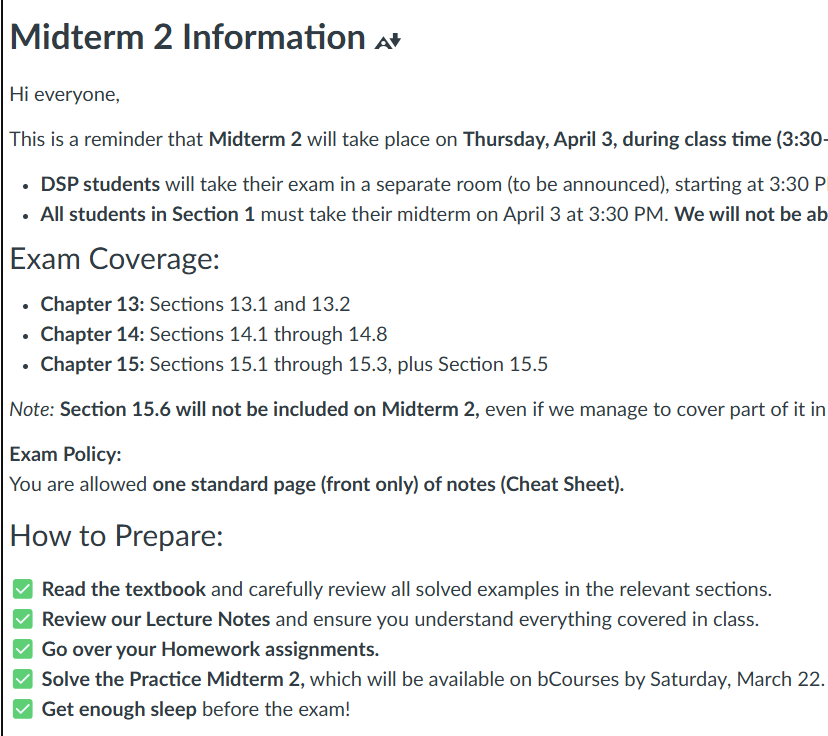 Midterm 2 Information
Hi everyone,
This is a reminder that Midterm 2 will take place on Thursday, April 3, during class time (3:30-
• DSP students will take their exam in a separate room (to be announced), starting at 3:30 P
• All students in Section 1 must take their midterm on April 3 at 3:30 PM. We will not be ab
Exam Coverage:
• Chapter 13: Sections 13.1 and 13.2
• Chapter 14: Sections 14.1 through 14.8
• Chapter 15: Sections 15.1 through 15.3, plus Section 15.5
Note: Section 15.6 will not be included on Midterm 2, even if we manage to cover part of it in
Exam Policy:
You are allowed one standard page (front only) of notes (Cheat Sheet).
How to Prepare:
✅ Read the textbook and carefully review all solved examples in the relevant sections.
✅ Review our Lecture Notes and ensure you understand everything covered in class.
✅ Go over your Homework assignments.
✅ Solve the Practice Midterm 2, which will be available on bCourses by Saturday, March 22.
✅ Get enough sleep before the exam!